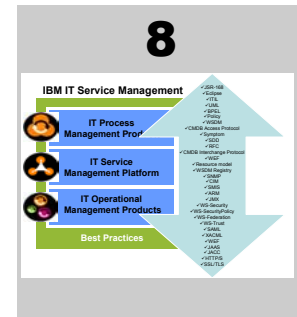 8
IBM IT Service Management
IT Process
Management Produ
IT Service
Management Platform
IT Operational
Management Products
Best Practices
✓JSR-168
✓Eclipse
✓ITIL
✓UML
✓BPEL
✓Policy
✓WSDM
✓CMDB Access Protocol
✓Symptom
✓SDD
✓RFC
✓CMDB Interchange Protocol
✓WEF
✓Resource model
✓WSDM Registry
✓SNMP
✓CIM
✓SMIS
✓ARM
✓JMX
✓WS-Security
✓WS-SecurityPolicy
✓WS-Federation
✓WS-Trust
✓SAML
✓XACML
✓WEF
✓JAAS
✓JACC
✓HTTP/S
✓SSL/TLS